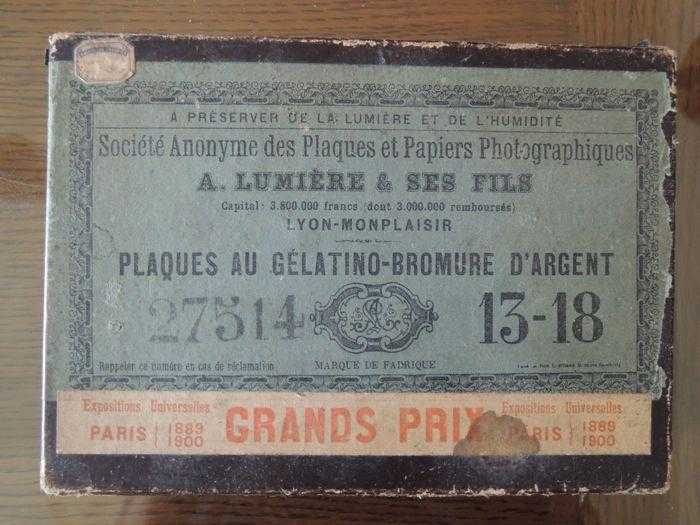 A PRÉSERVER DE LA LUMIÈRE ET DE L'HUMIDITÉ
Société Anonyme des Plaques et Papiers Photographiques
A. LUMIÈRE & SES FILS
Capital: 3.800.000 francs (dont 3.000.000 remboursés)
LYON-MONPLAISIR
PLAQUES AU GÉLATINO-BROMURE D'ARGENT
27514
13-18
Rappeler ce numéro en cas de réclamation
MARQUE DE FABRIQUE
Expositions Universelles
PARIS 1889 1900
GRANDS PRIX
Expositions Universelles
PARIS 1889 1900